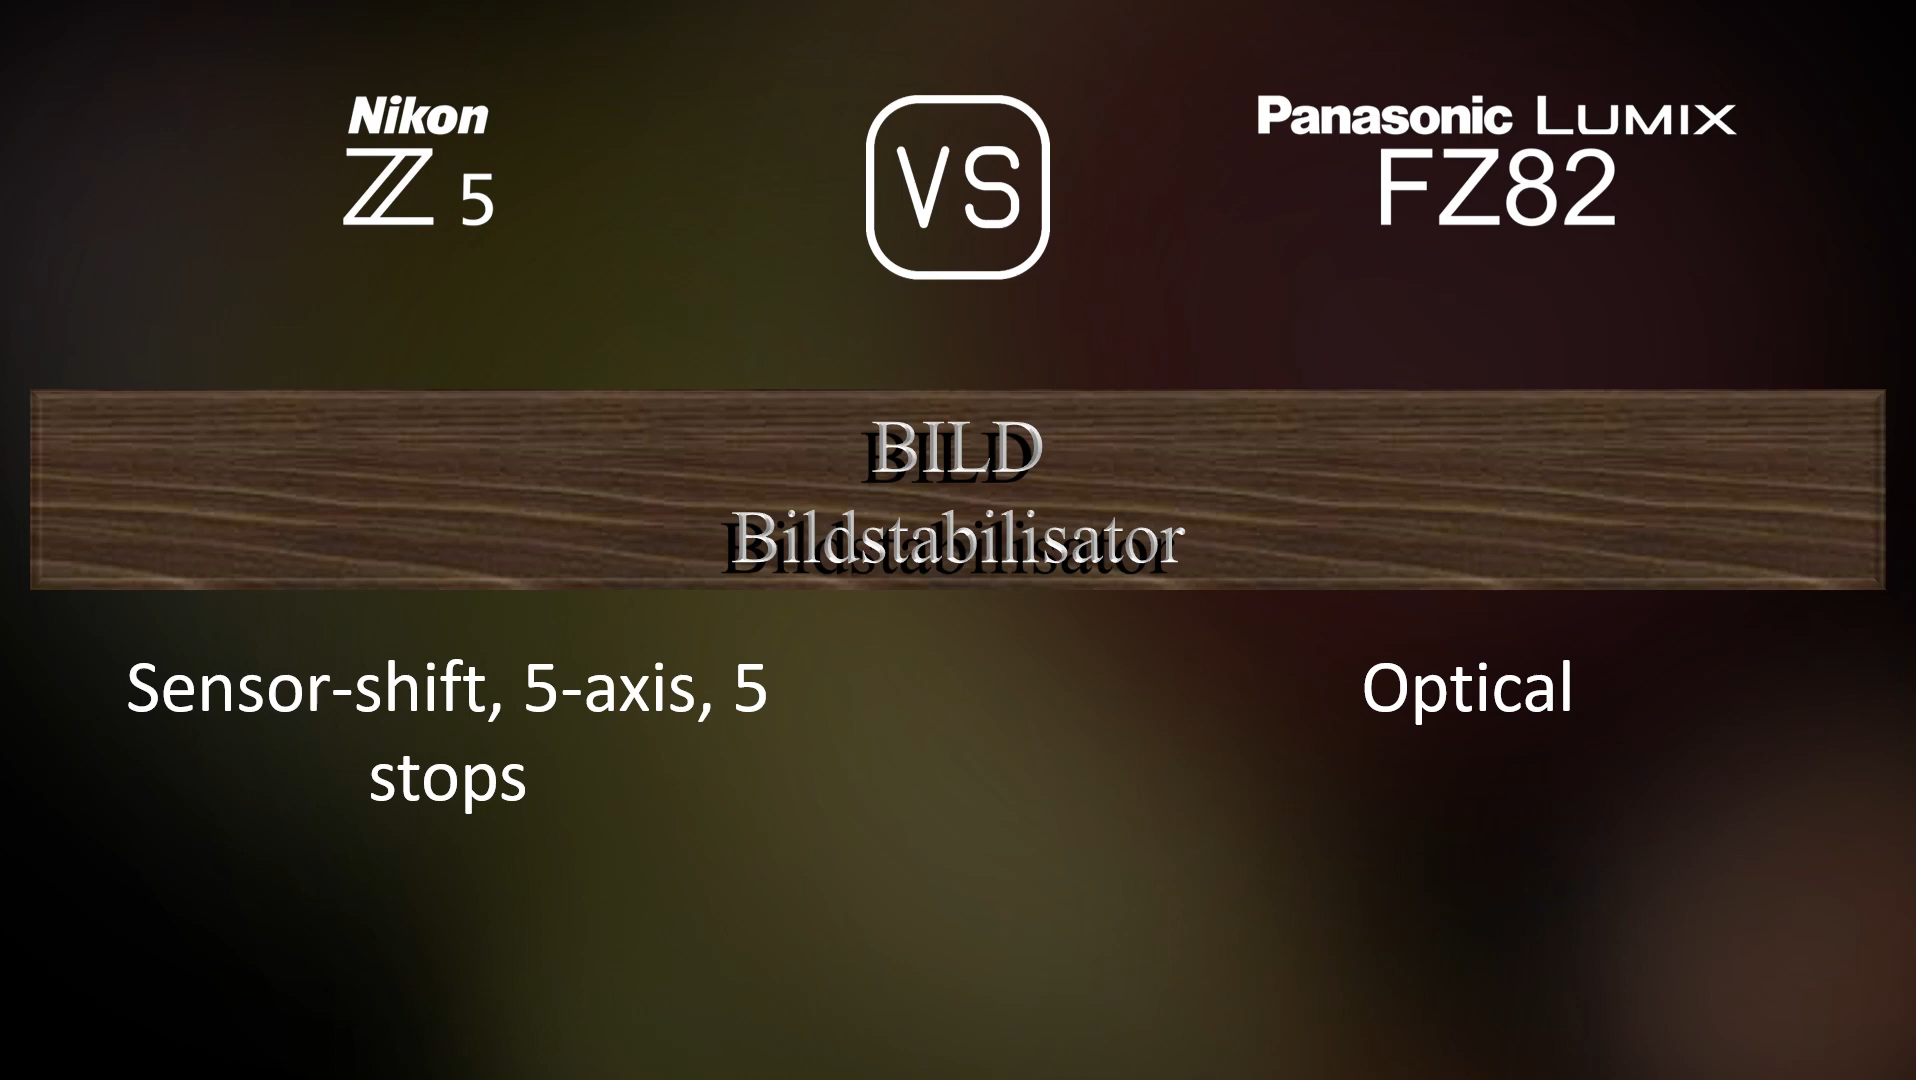 Nikon
Z 5
VS
Panasonic LUMIX
FZ82
BILD
Bildstabilisator
Sensor-shift, 5-axis, 5
stops
Optical